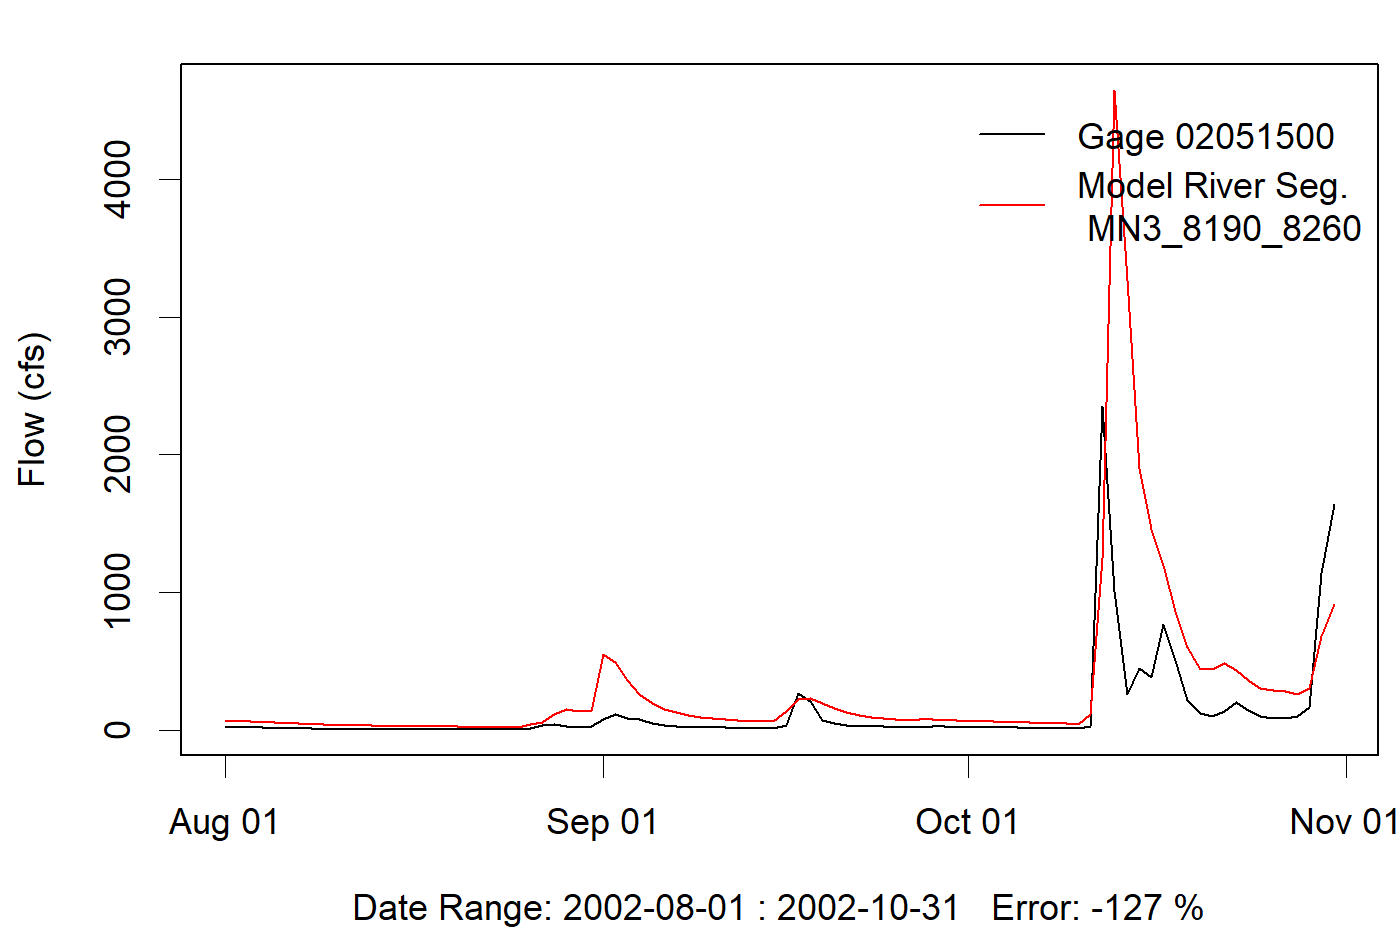 Gage 02051500
Model River Seg.
MN3_8190_8260
Flow (cfs)
4000
3000
2000
1000
0
Aug 01
Sep 01
Oct 01
Nov 01
Date Range: 2002-08-01 : 2002-10-31 Error: -127 %